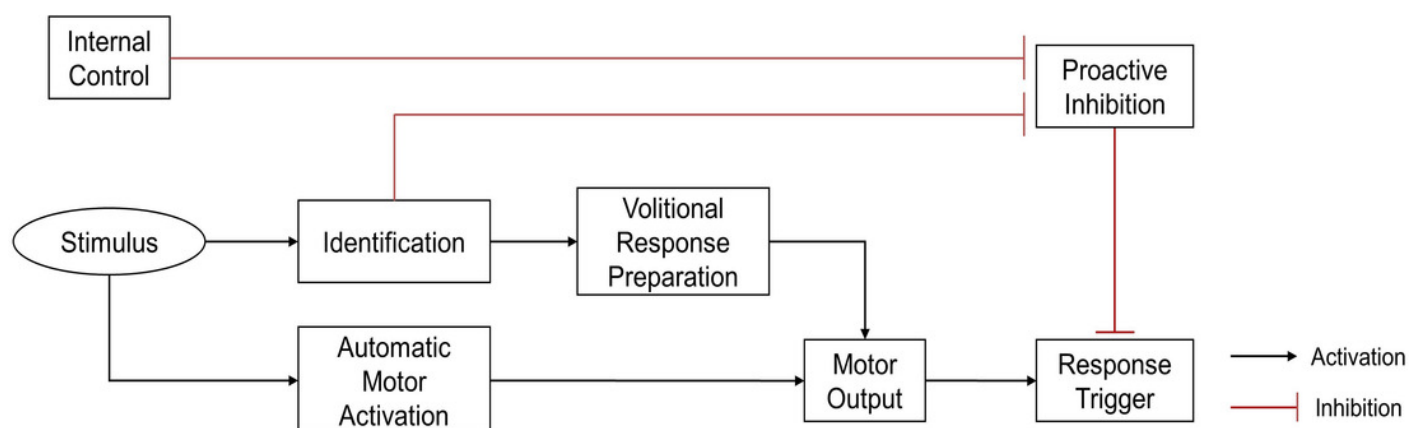 Internal
Control
Proactive
Inhibition
Stimulus
Identification
Volitional
Response
Preparation
Automatic
Motor
Activation
Motor
Output
Response
Trigger
Activation
Inhibition